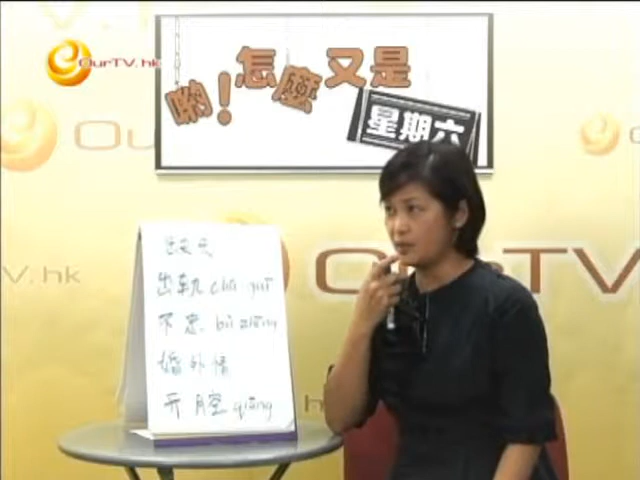 OurTV.hk
喲！怎麼又是
星期六
出軌 chū guǐ
不忠 bù zhōng
婚外情
开腔 qiāng
OurTV
V.hk